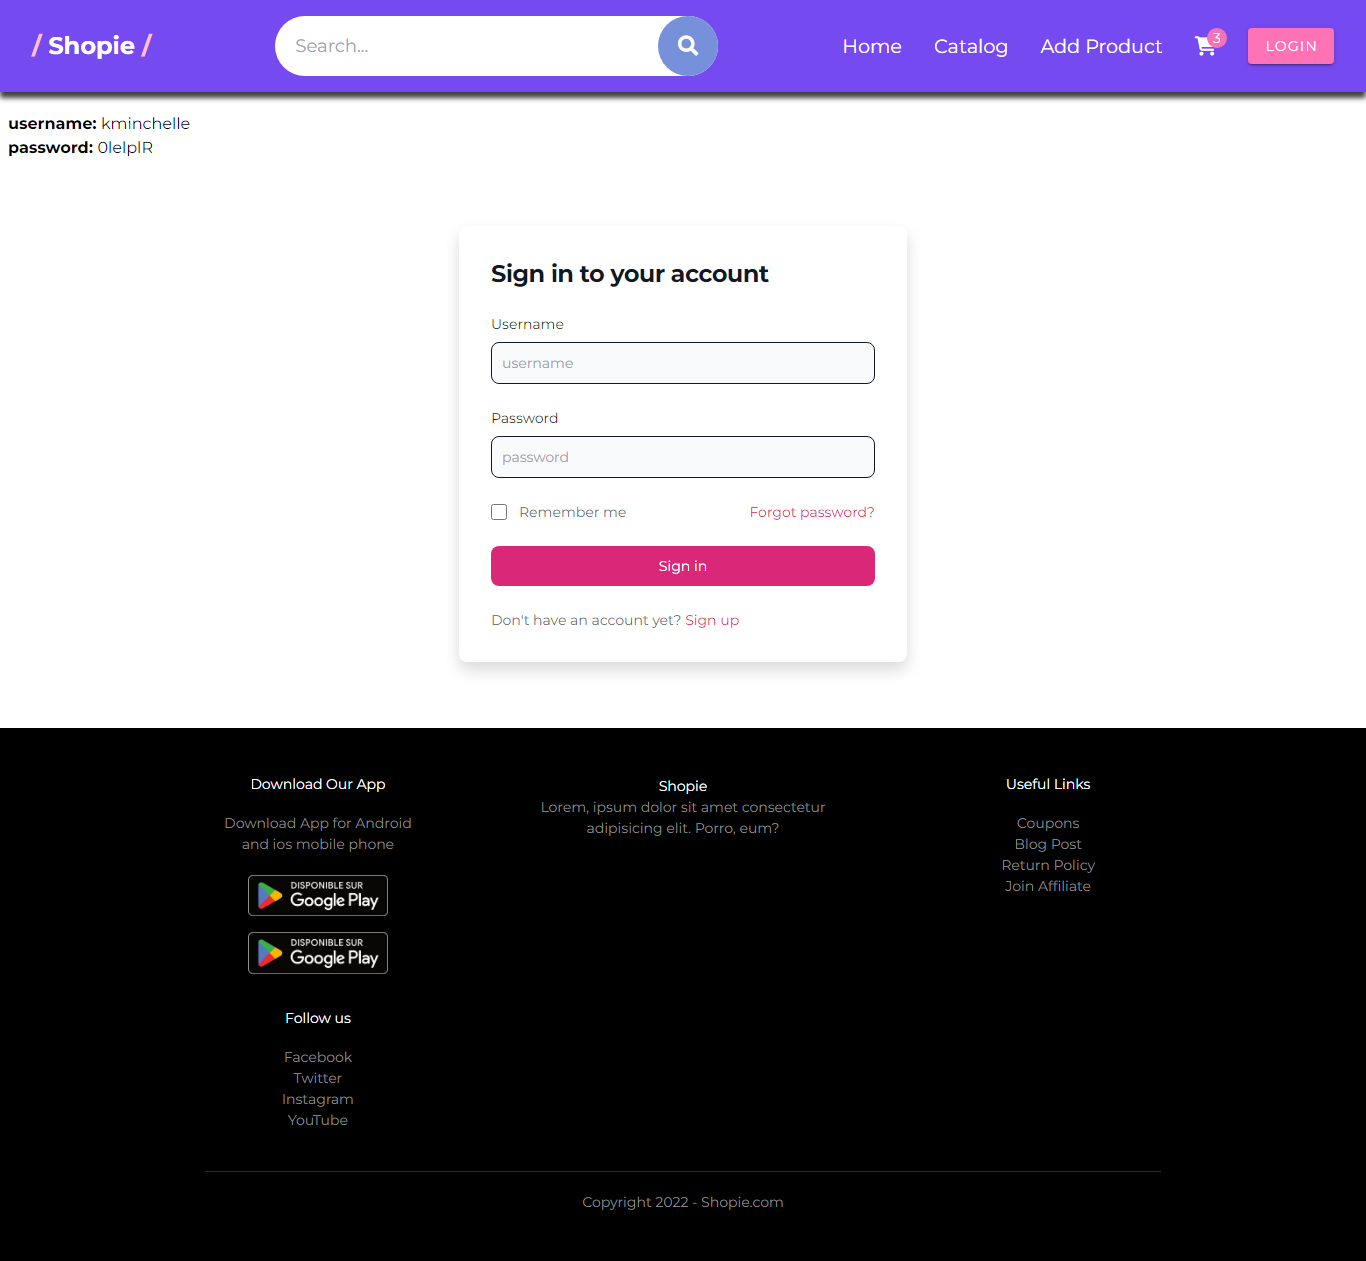 / Shopie /
Search...
Home
Catalog
Add Product
3
LOGIN
username: kminchelle
password: 0lelplR
Sign in to your account
Username
username
Password
password
Remember me
Forgot password?
Sign in
Don't have an account yet? Sign up
Download Our App
Download App for Android
and ios mobile phone
DISPONIBLE SUR
Google Play
DISPONIBLE SUR
Google Play
Follow us
Facebook
Twitter
Instagram
YouTube
Shopie
Lorem, ipsum dolor sit amet consectetur
adipisicing elit. Porro, eum?
Useful Links
Coupons
Blog Post
Return Policy
Join Affiliate
Copyright 2022 - Shopie.com